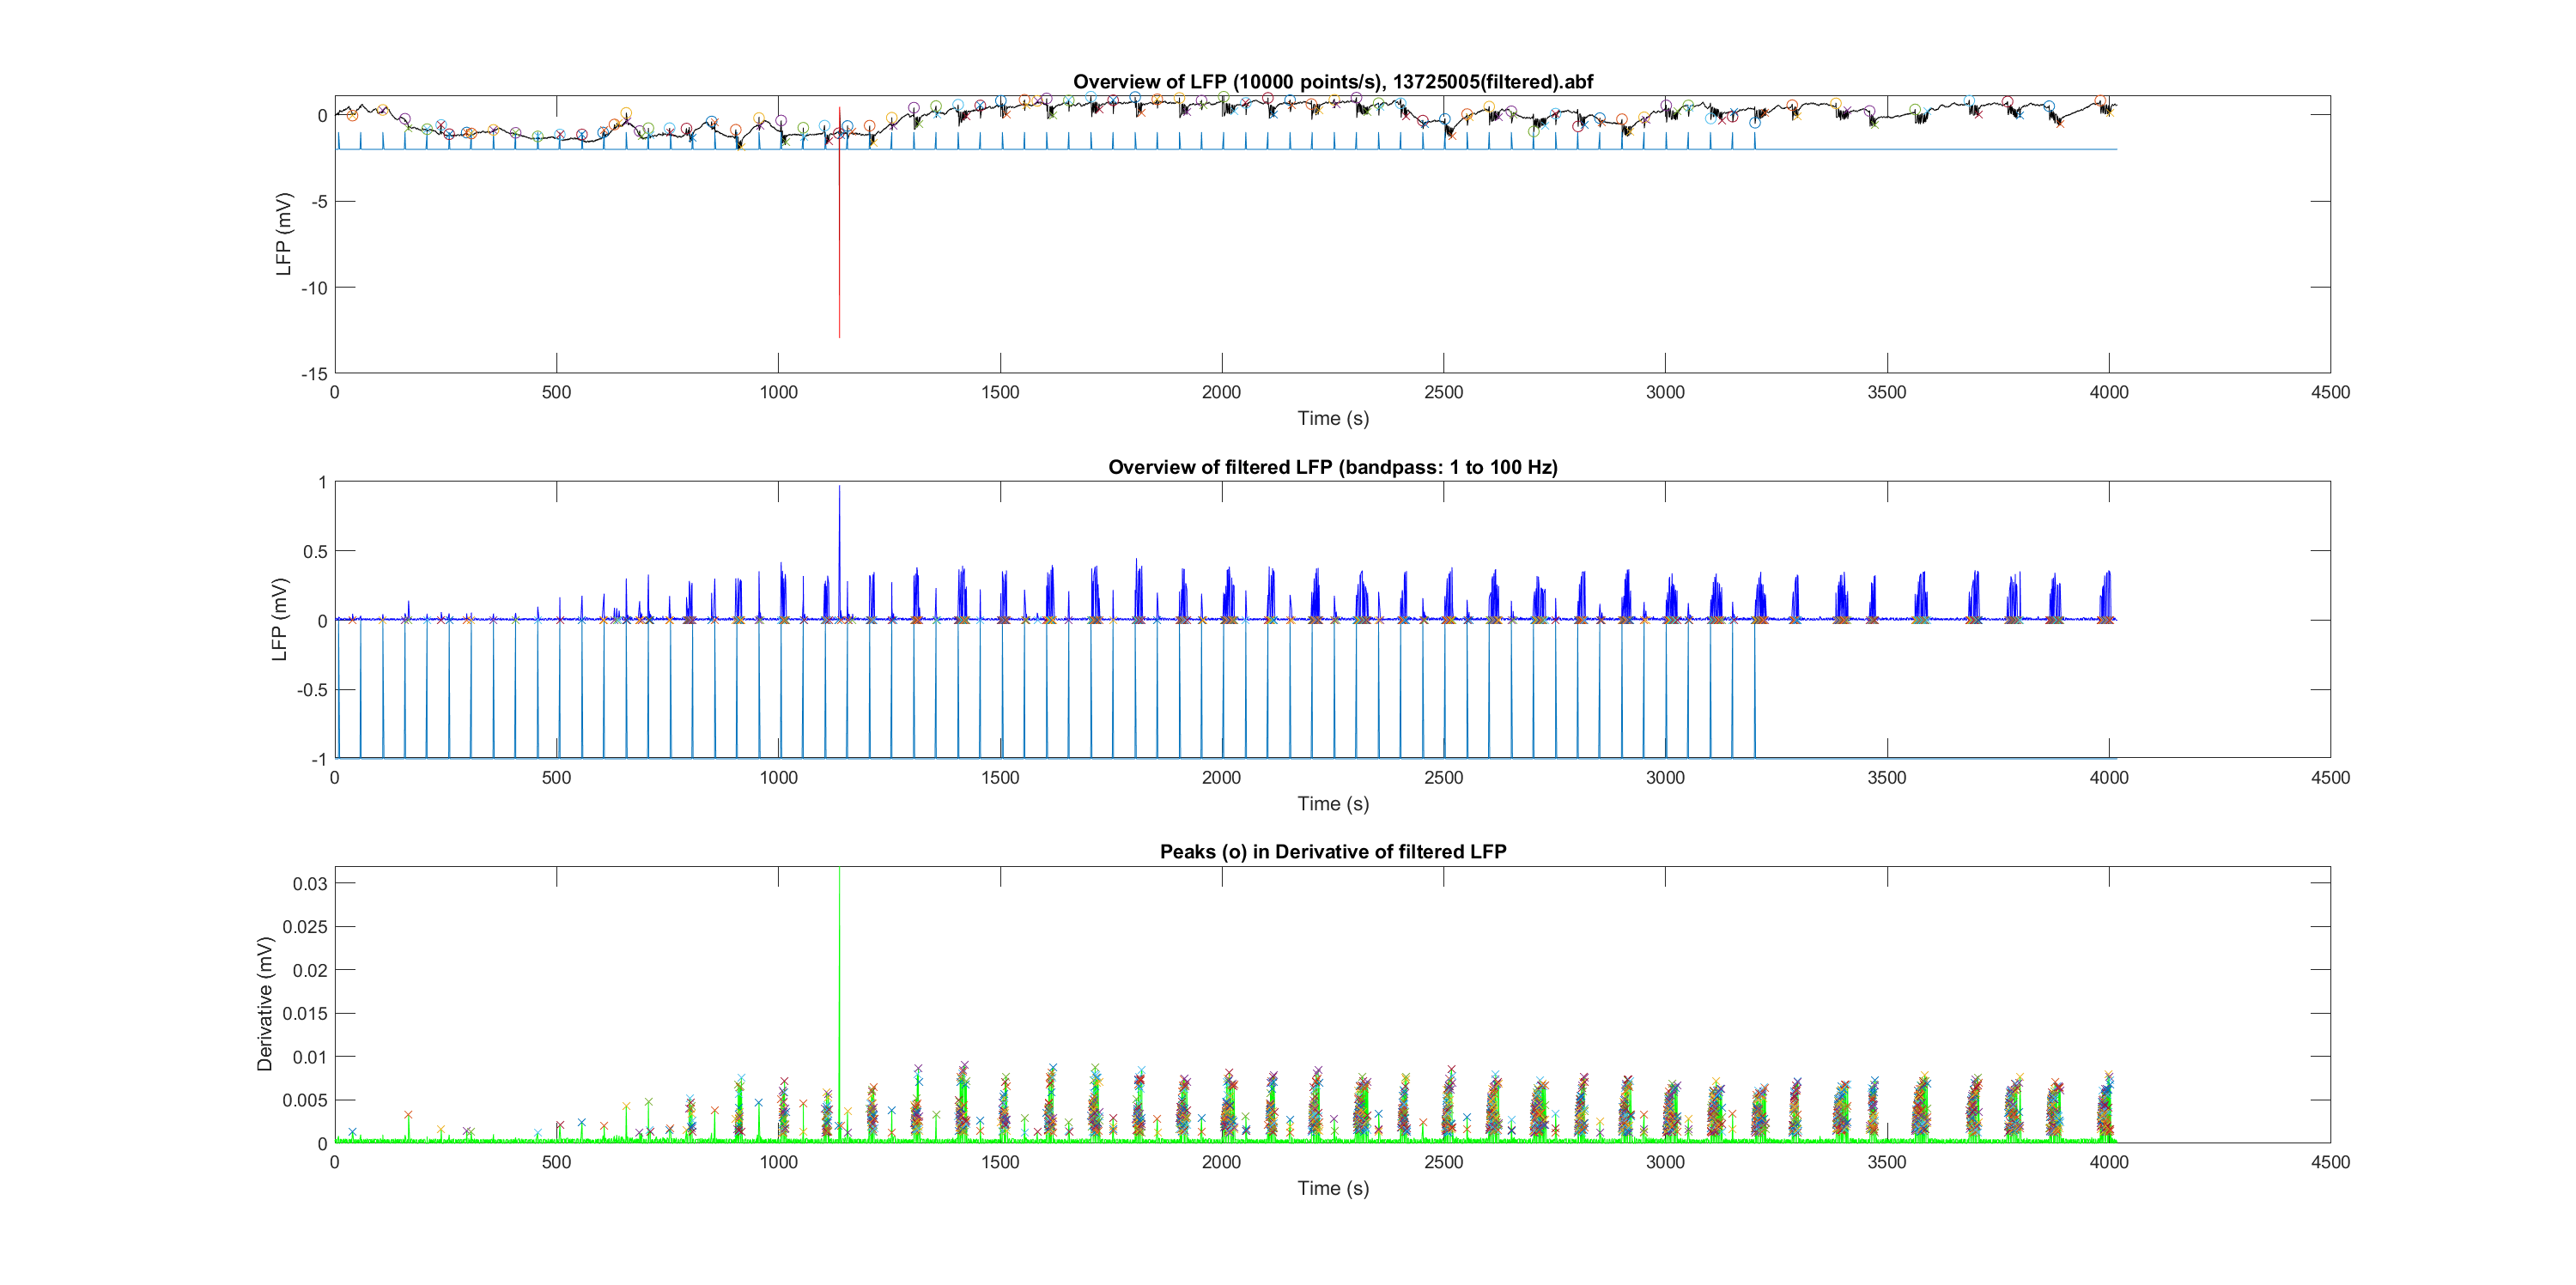 Overview of LFP (10000 points/s), 13725005(filtered).abf
0
-5
-10
-15
LFP (mV)
0 500 1000 1500 2000 2500 3000 3500 4000 4500
Time (s)
Overview of filtered LFP (bandpass: 1 to 100 Hz)
1
0.5
0
-0.5
-1
LFP (mV)
0 500 1000 1500 2000 2500 3000 3500 4000 4500
Time (s)
Peaks (o) in Derivative of filtered LFP
0.03
0.025
0.02
0.015
0.01
0.005
0
Derivative (mV)
0 500 1000 1500 2000 2500 3000 3500 4000 4500
Time (s)